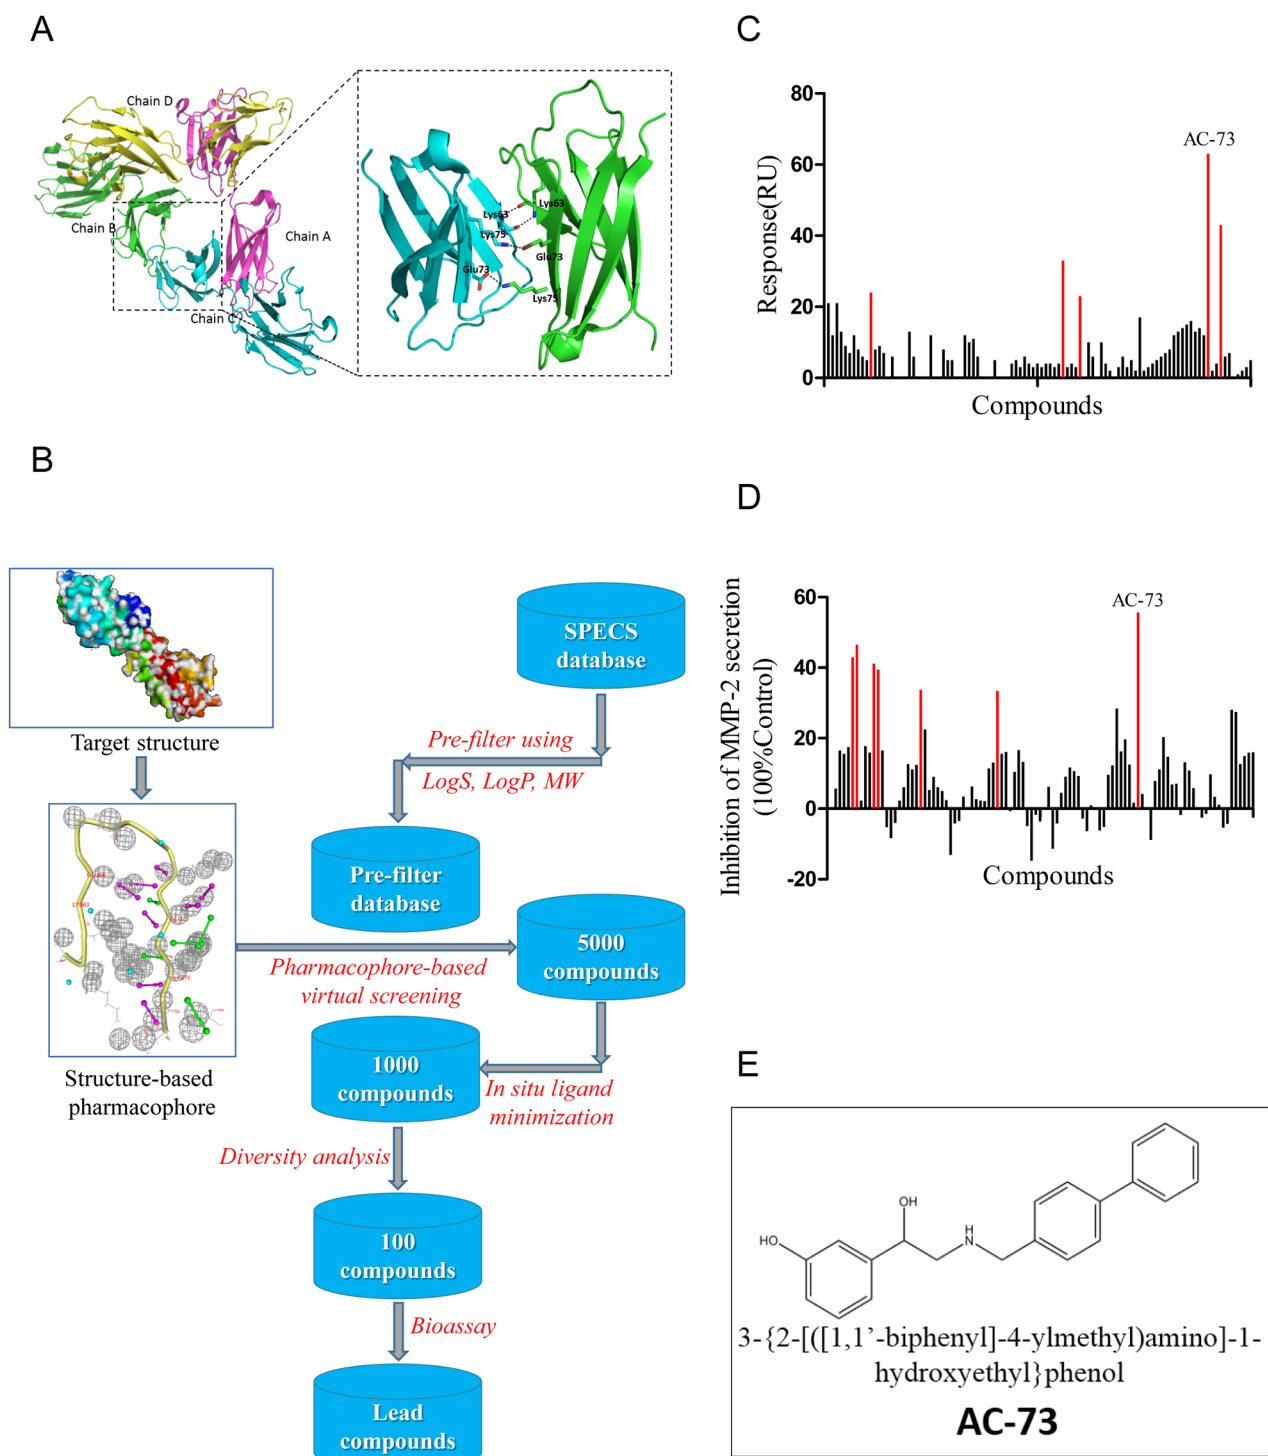 A
Chain D
Chain B
Chain A
Chain C
Lys63
Lys63
Lys75
Glu73
Glu73
Lys75
B
Target structure
LYS63
Structure-based
pharmacophore
SPECS
database
Pre-filter using
LogS, LogP, MW
Pre-filter
database
Pharmacophore-based
virtual screening
5000
compounds
In situ ligand
minimization
1000
compounds
Diversity analysis
100
compounds
Bioassay
Lead
compounds
C
Response(RU)
80
60
40
20
0
AC-73
Compounds
D
Inhibition of MMP-2 secretion
(100%Control)
60
40
20
0
-20
AC-73
Compounds
E
HO
OH
H
N
3-{2-[([1,1’-biphenyl]-4-ylmethyl)amino]-1-
hydroxyethyl}phenol
AC-73